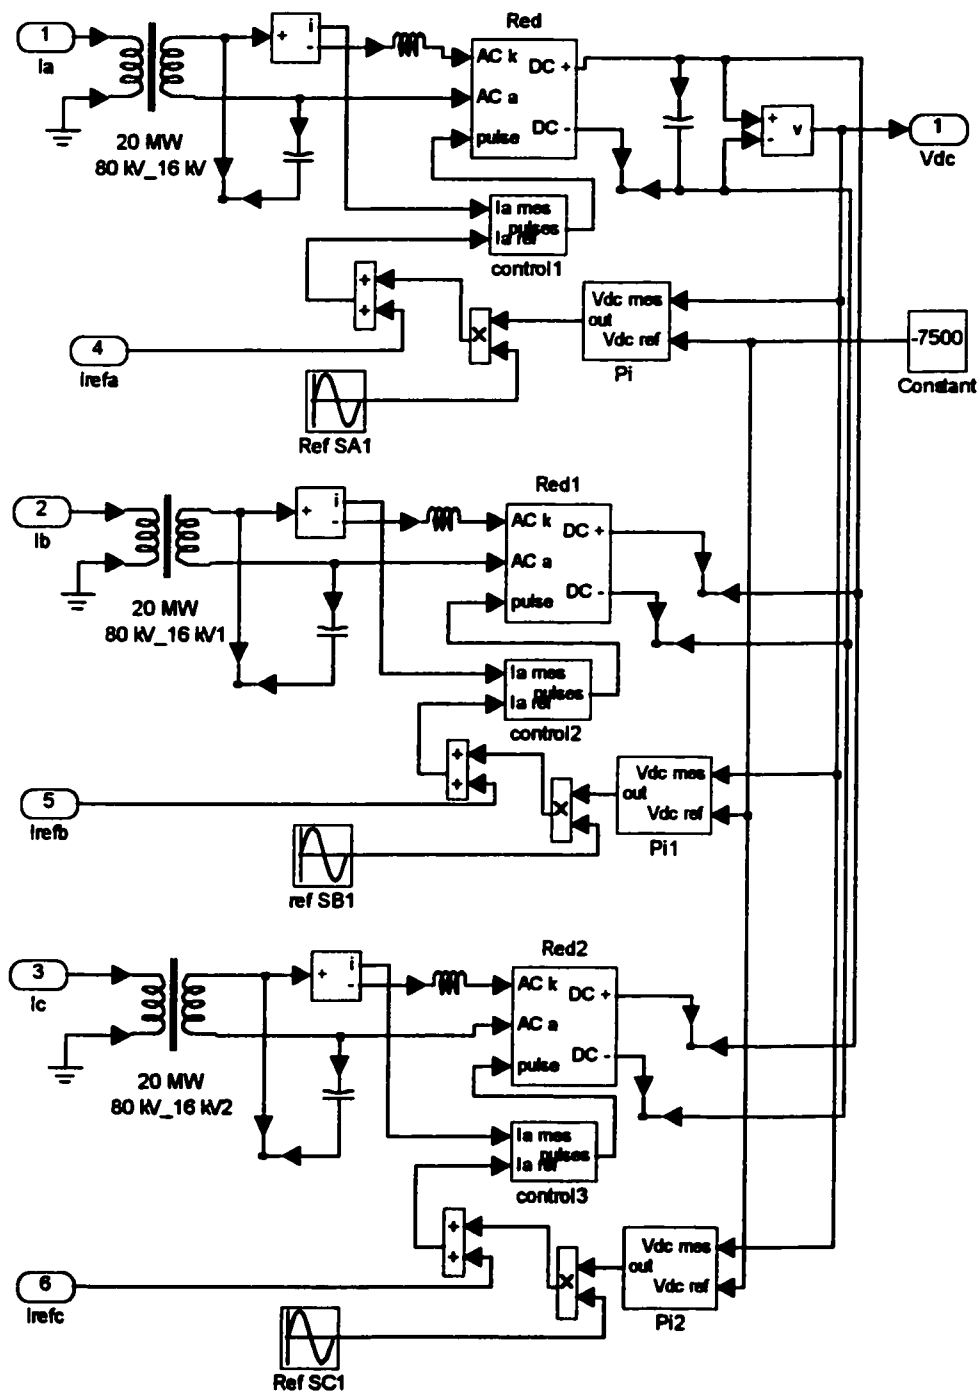 1
Ia
20 MW
80 kV_16 kV
+
i
-
Red
AC k
AC a
pulse
DC +
DC -
+
-
v
1
Vdc
Ia mes
pulses
Ia ref
control1
+
+
×
Vdc mes
out
Vdc ref
Pi
-7500
Constant
4
Irefa
Ref SA1
2
Ib
20 MW
80 kV_16 kV1
+
i
-
Red1
AC k
AC a
pulse
DC +
DC -
Ia mes
pulses
Ia ref
control2
+
+
×
Vdc mes
out
Vdc ref
Pi1
5
Irefb
ref SB1
3
Ic
20 MW
80 kV_16 kV2
+
i
-
Red2
AC k
AC a
pulse
DC +
DC -
Ia mes
pulses
Ia ref
control3
+
+
×
Vdc mes
out
Vdc ref
Pi2
6
Irefc
Ref SC1